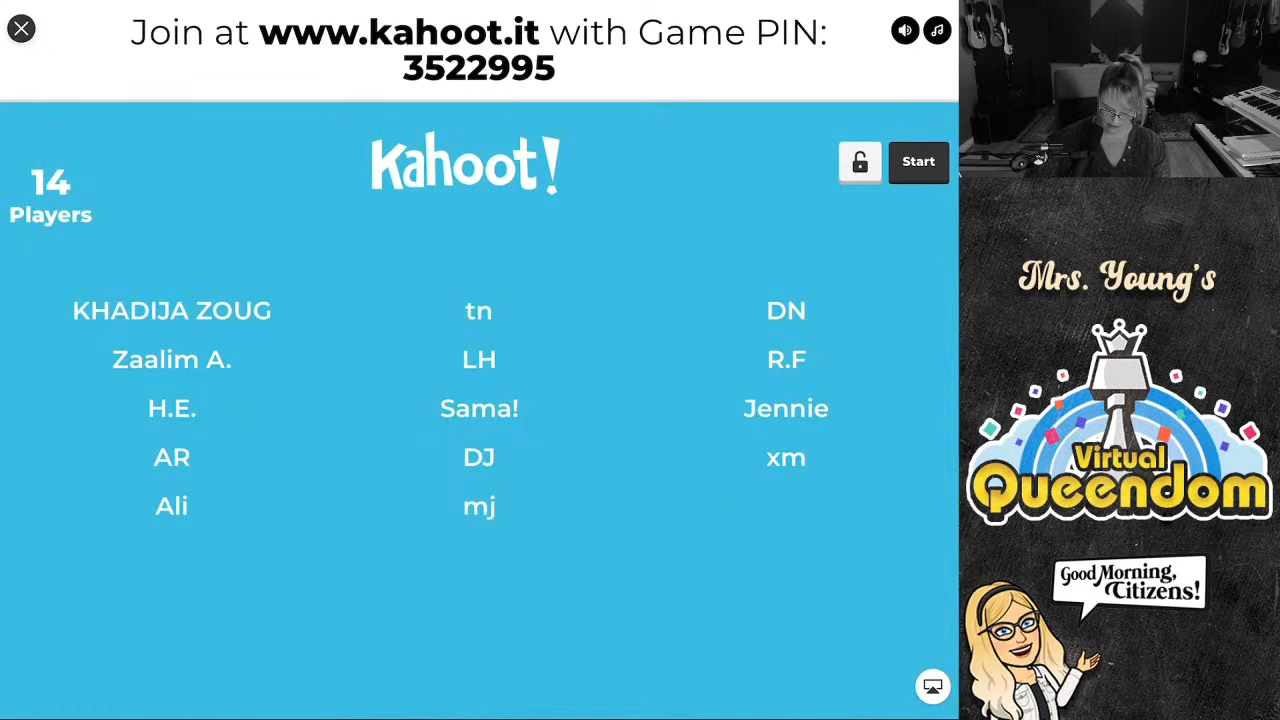 Join at www.kahoot.it with Game PIN:
3522995
Kahoot!
14
Players
Start
KHADIJA ZOUG
tn
DN
Zaalim A.
LH
R.F
H.E.
Sama!
Jennie
AR
DJ
xm
Ali
mj
Mrs. Young's
Virtual
Queendom
Good Morning,
Citizens!